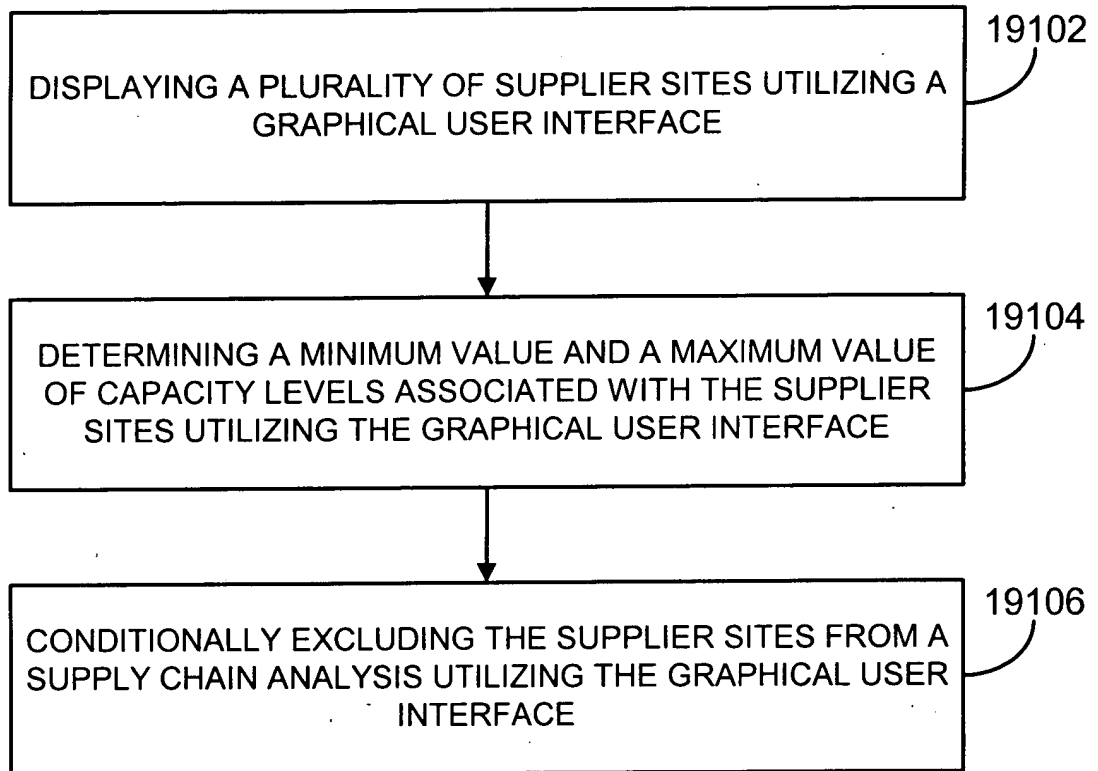 19102
DISPLAYING A PLURALITY OF SUPPLIER SITES UTILIZING A
GRAPHICAL USER INTERFACE
19104
DETERMINING A MINIMUM VALUE AND A MAXIMUM VALUE
OF CAPACITY LEVELS ASSOCIATED WITH THE SUPPLIER
SITES UTILIZING THE GRAPHICAL USER INTERFACE
19106
CONDITIONALLY EXCLUDING THE SUPPLIER SITES FROM A
SUPPLY CHAIN ANALYSIS UTILIZING THE GRAPHICAL USER
INTERFACE